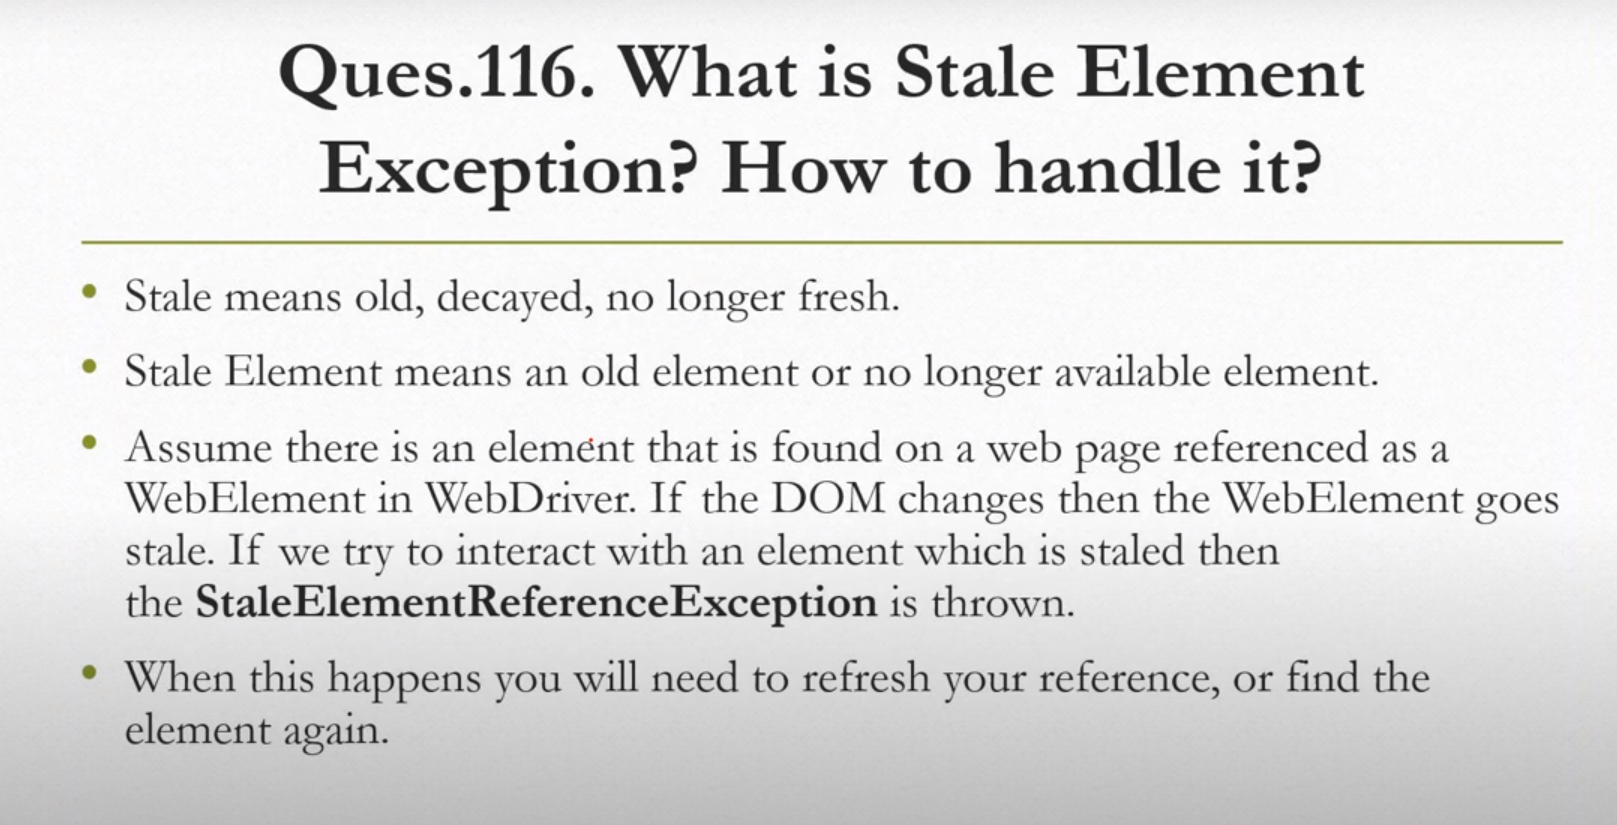 Ques.116. What is Stale Element
Exception? How to handle it?
• Stale means old, decayed, no longer fresh.
• Stale Element means an old element or no longer available element.
• Assume there is an element that is found on a web page referenced as a
WebElement in WebDriver. If the DOM changes then the WebElement goes
stale. If we try to interact with an element which is staled then
the StaleElementReferenceException is thrown.
• When this happens you will need to refresh your reference, or find the
element again.